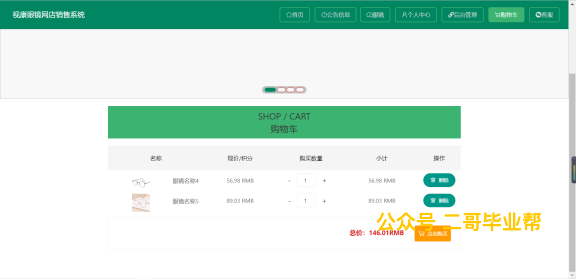 视康眼镜网店销售系统
首页
公告信息
眼镜
个人中心
后台管理
购物车
客服
SHOP / CART
购物车
名称 现价/积分 购买数量 小计 操作
眼镜名称4 56.98 RMB - 1 + 56.98 RMB 删除
眼镜名称5 89.03 RMB - 1 + 89.03 RMB 删除
公众号 二哥毕业帮
总价：146.01RMB